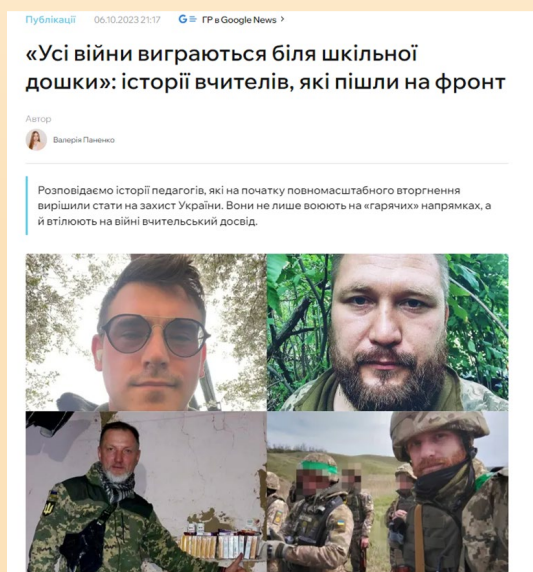 Публікації 06.10.2023 21:17 ГР в Google News
«Усі війни виграються біля шкільної
дошки»: історії вчителів, які пішли на фронт
Автор
Валерія Паненко
Розповідаємо історії педагогів, які на початку повномасштабного вторгнення
вирішили стати на захист України. Вони не лише воюють на «гарячих» напрямках, а
й втілюють на війні вчительський досвід.